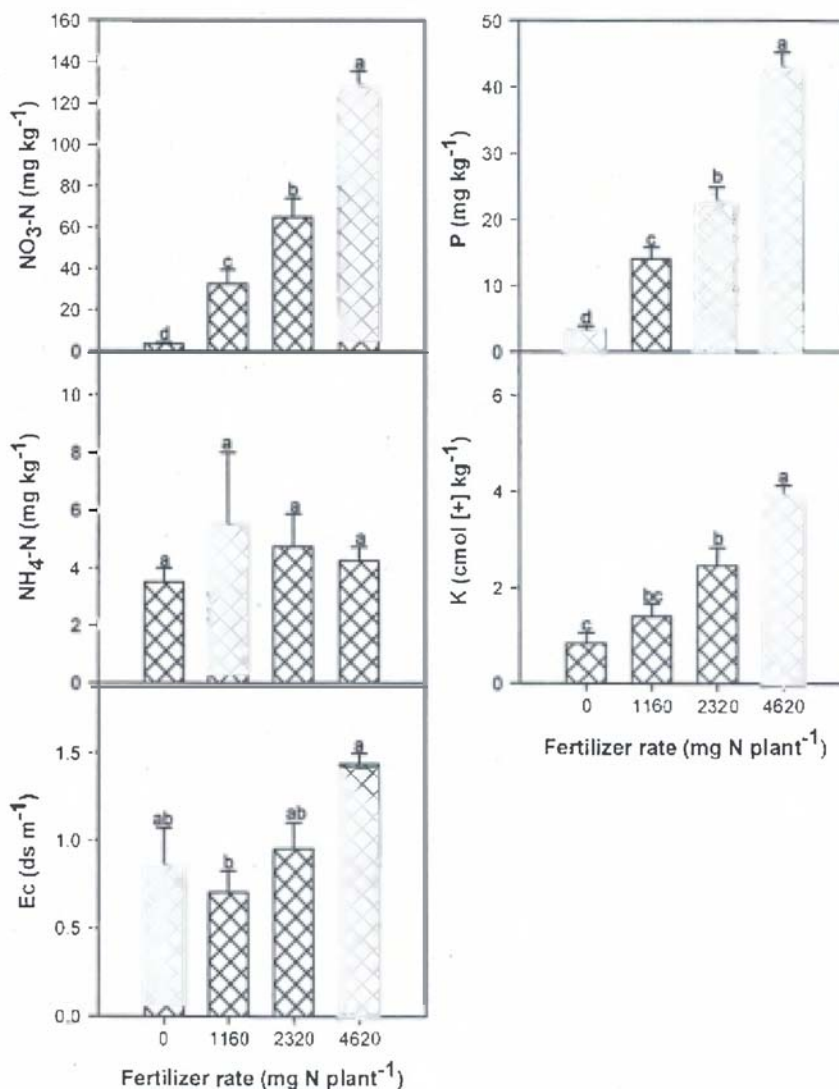 NO3-N (mg kg-1)
160
140
120
100
80
60
40
20
0
d
c
b
a
P (mg kg-1)
50
40
30
20
10
0
d
c
b
a
NH4-N (mg kg-1)
10
8
6
4
2
0
a
a
a
a
K (cmol [+] kg-1)
6
4
2
0
c
bc
b
a
0 1160 2320 4620
Fertilizer rate (mg N plant-1)
Ec (ds m-1)
1.5
1.0
0.5
0.0
ab
b
ab
a
0 1160 2320 4620
Fertilizer rate (mg N plant-1)